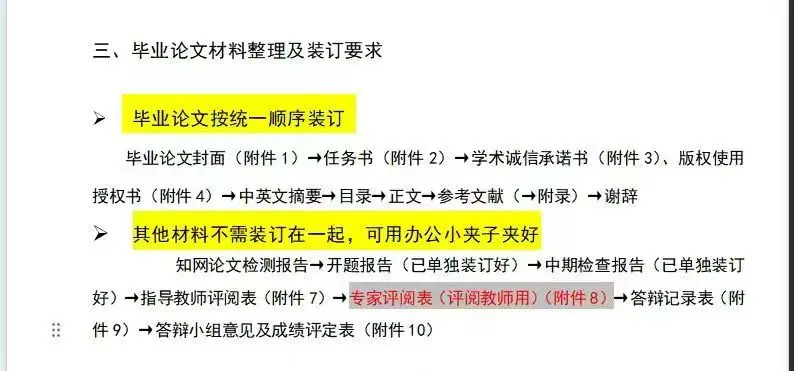 三、毕业论文材料整理及装订要求
➢ 毕业论文按统一顺序装订
毕业论文封面（附件 1）→任务书（附件 2）→学术诚信承诺书（附件 3）、版权使用
授权书（附件 4）→中英文摘要→目录→正文→参考文献（→附录）→谢辞
➢ 其他材料不需装订在一起，可用办公小夹子夹好
知网论文检测报告→开题报告（已单独装订好）→中期检查报告（已单独装订
好）→指导教师评阅表（附件 7）→专家评阅表（评阅教师用）（附件 8）→答辩记录表（附
件 9）→答辩小组意见及成绩评定表（附件 10）